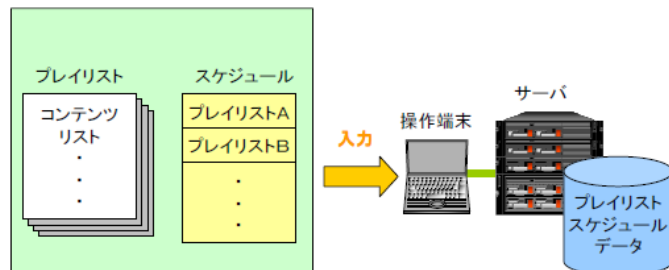 プレイリスト
コンテンツ
リスト
・
・
・
スケジュール
プレイリストA
プレイリストB
・
・
・
入力
操作端末
サーバ
プレイリスト
スケジュール
データ